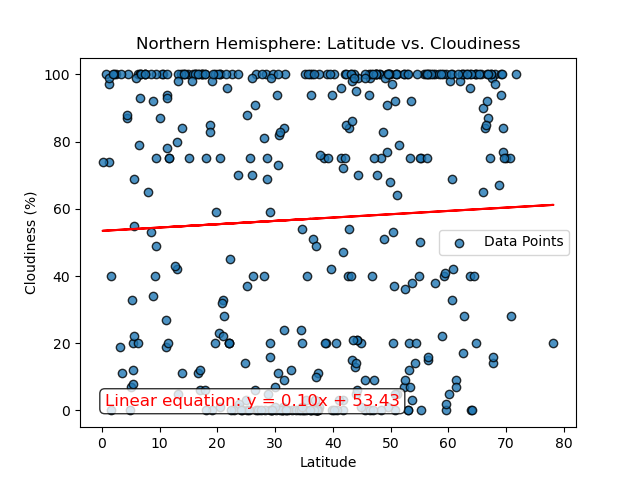 Northern Hemisphere: Latitude vs. Cloudiness
100
80
60
40
20
0
Cloudiness (%)
Data Points
Linear equation: y = 0.10x + 53.43
0 10 20 30 40 50 60 70 80
Latitude